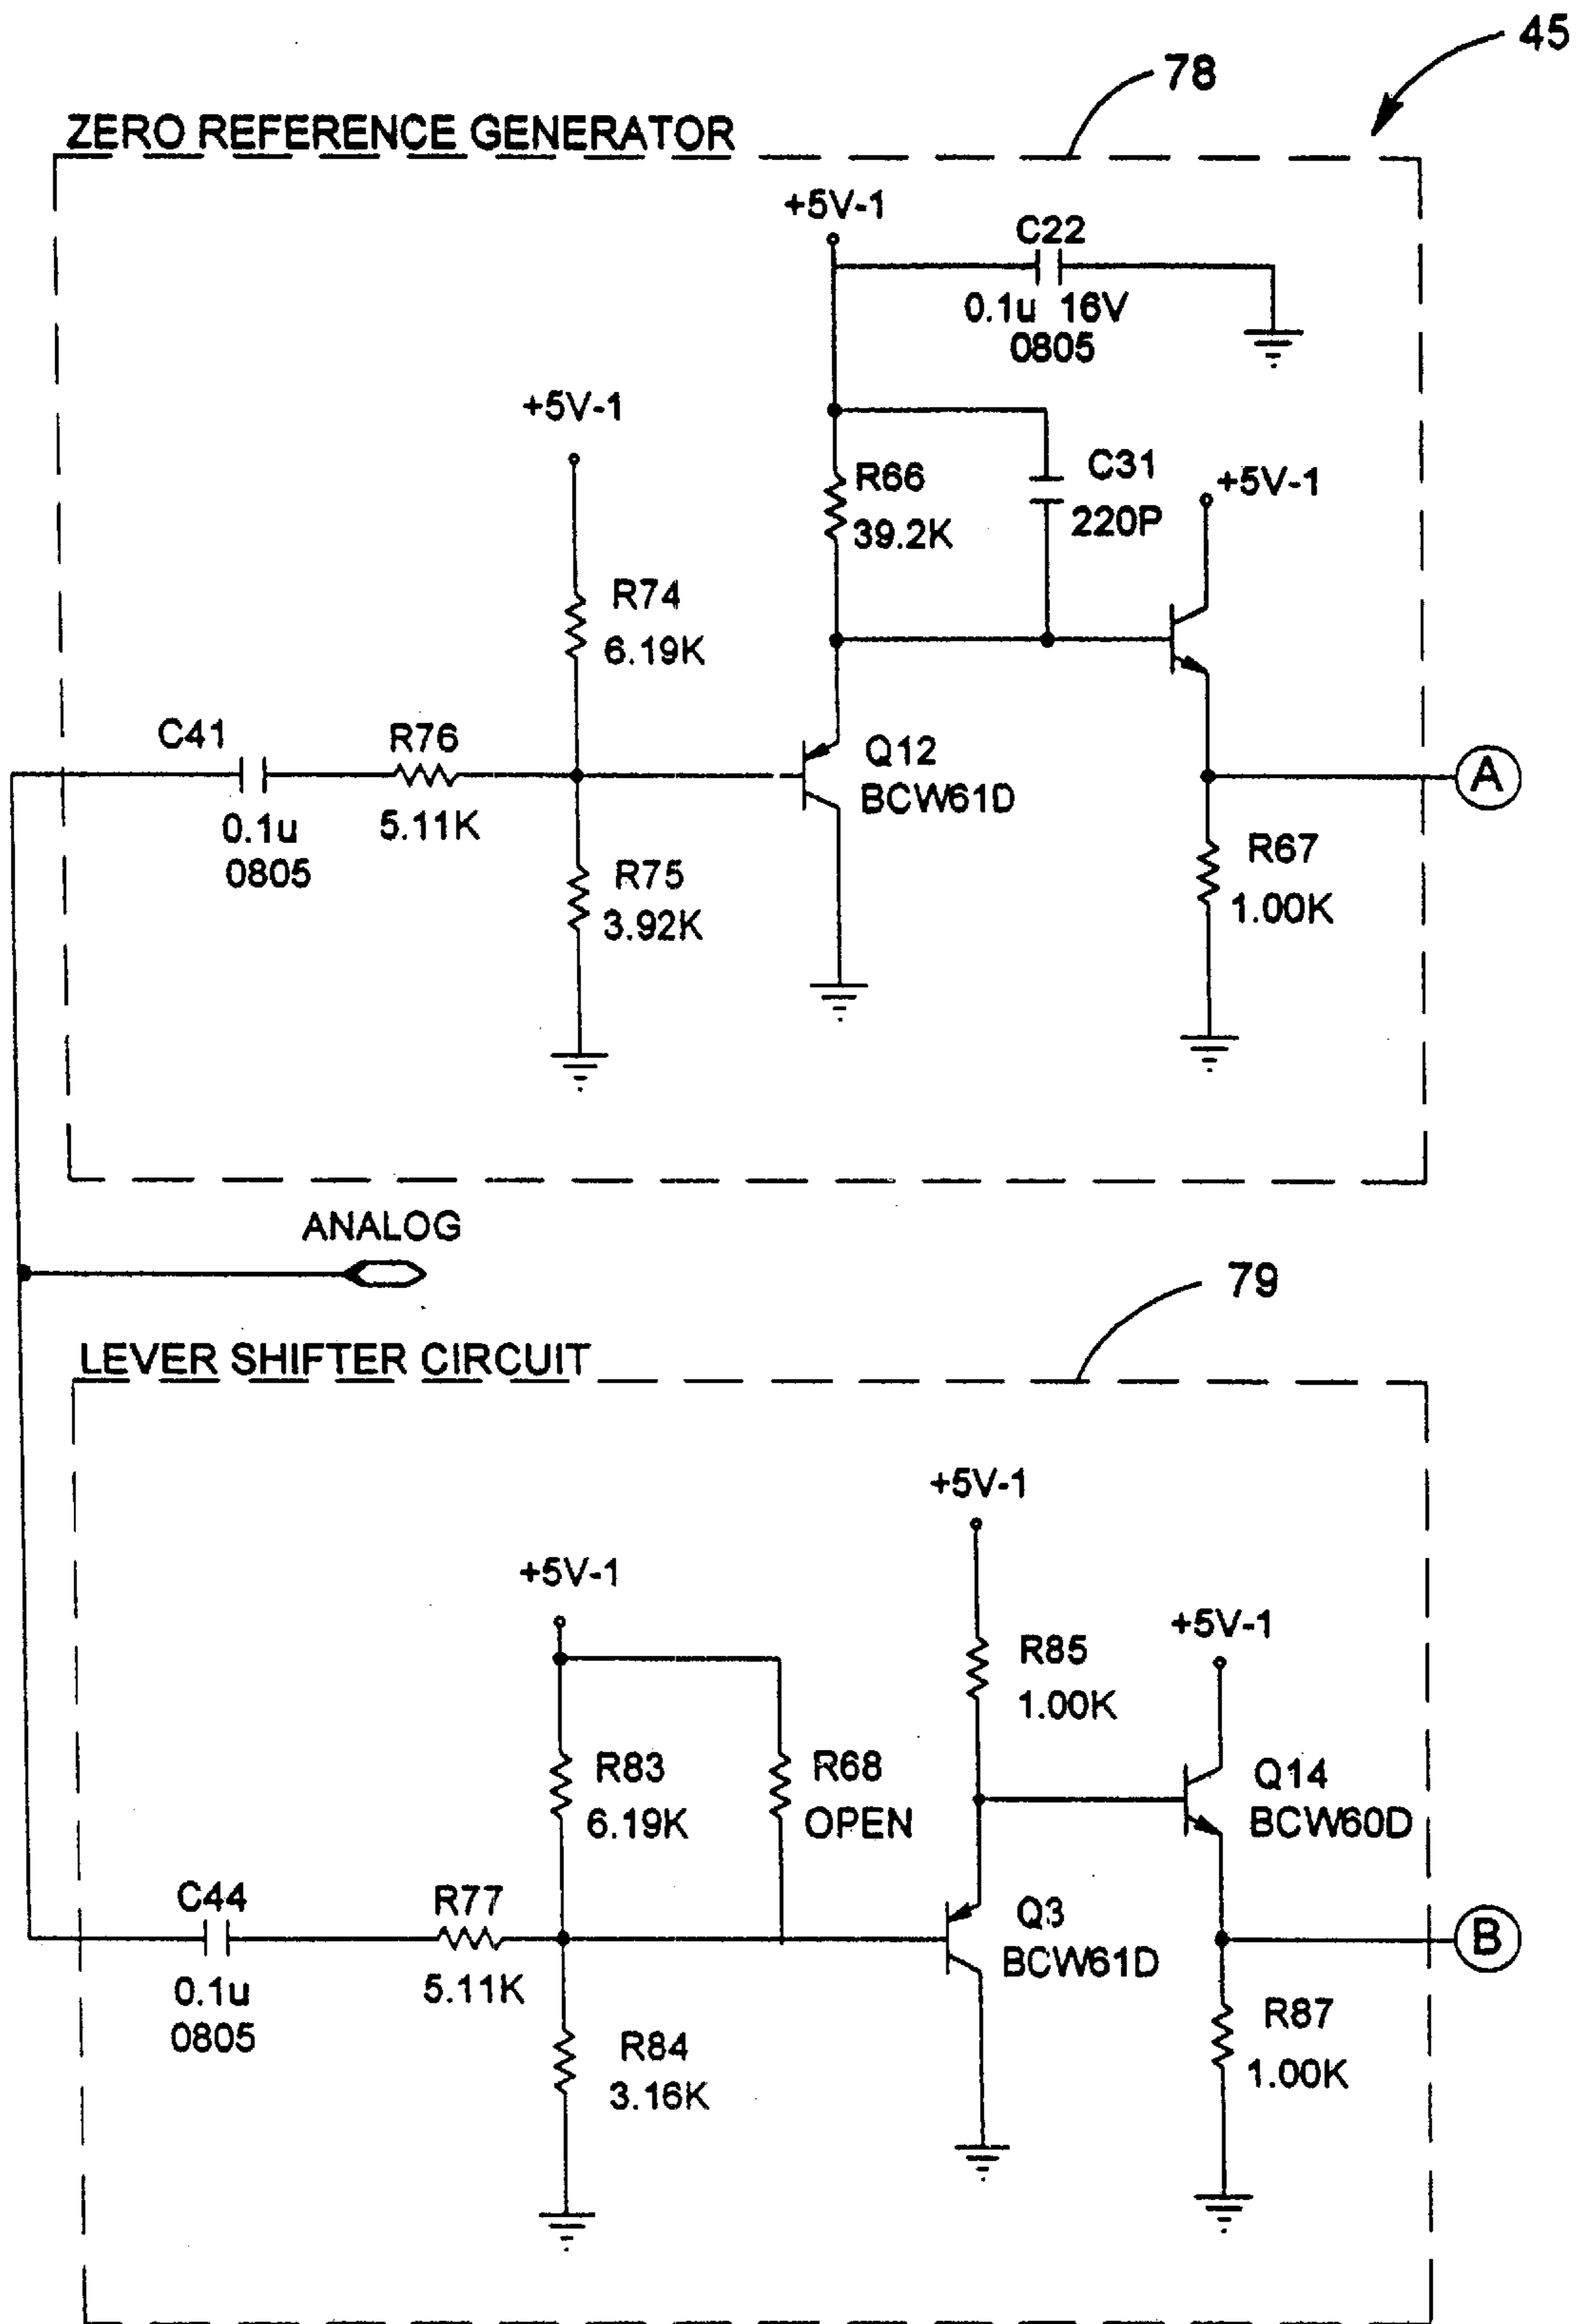 45
78
ZERO REFERENCE GENERATOR
+5V-1
C22
0.1u 16V
0805
+5V-1
R66
39.2K
C31
220P
+5V-1
R74
6.19K
C41
0.1u
0805
R76
5.11K
Q12
BCW61D
A
R75
3.92K
R67
1.00K
ANALOG
79
LEVER SHIFTER CIRCUIT
+5V-1
+5V-1
+5V-1
R85
1.00K
R83
6.19K
R68
OPEN
Q14
BCW60D
C44
0.1u
0805
R77
5.11K
Q3
BCW61D
B
R84
3.16K
R87
1.00K